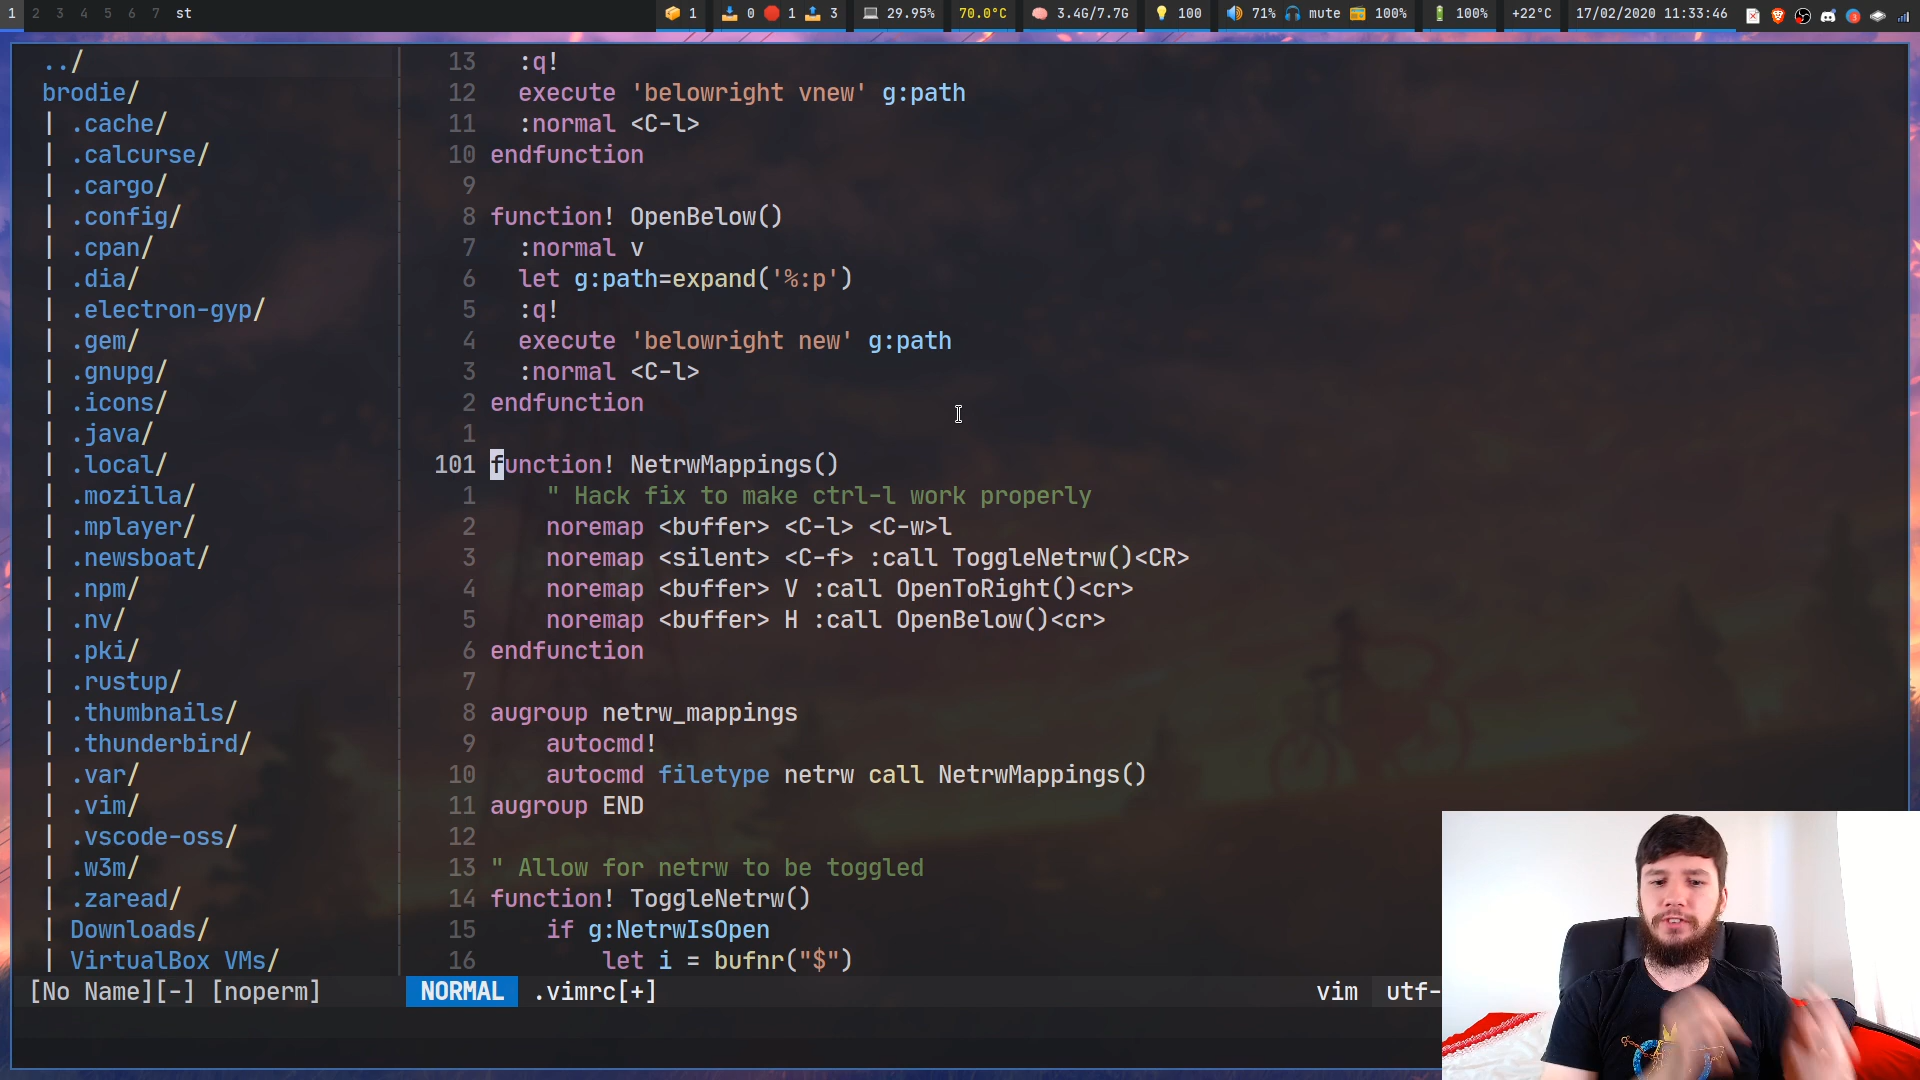 1 2 3 4 5 6 7 st 1 0 1 3 29.95% 70.0°C 3.4G/7.7G 100 71% mute 100% 100% +22°C 17/02/2020 11:33:46
../
brodie/
| .cache/
| .calcurse/
| .cargo/
| .config/
| .cpan/
| .dia/
| .electron-gyp/
| .gem/
| .gnupg/
| .icons/
| .java/
| .local/
| .mozilla/
| .mplayer/
| .newsboat/
| .npm/
| .nv/
| .pki/
| .rustup/
| .thumbnails/
| .thunderbird/
| .var/
| .vim/
| .vscode-oss/
| .w3m/
| .zaread/
| Downloads/
| VirtualBox VMs/
[No Name][-] [noperm]
13 :q!
12 execute 'belowright vnew' g:path
11 :normal <C-l>
10 endfunction
9
8 function! OpenBelow()
7 :normal v
6 let g:path=expand('%:p')
5 :q!
4 execute 'belowright new' g:path
3 :normal <C-l>
2 endfunction
1
101 function! NetrwMappings()
1 " Hack fix to make ctrl-l work properly
2 noremap <buffer> <C-l> <C-w>l
3 noremap <silent> <C-f> :call ToggleNetrw()<CR>
4 noremap <buffer> V :call OpenToRight()<cr>
5 noremap <buffer> H :call OpenBelow()<cr>
6 endfunction
7
8 augroup netrw_mappings
9 autocmd!
10 autocmd filetype netrw call NetrwMappings()
11 augroup END
12
13 " Allow for netrw to be toggled
14 function! ToggleNetrw()
15 if g:NetrwIsOpen
16 let i = bufnr("$")
NORMAL .vimrc[+] vim utf-